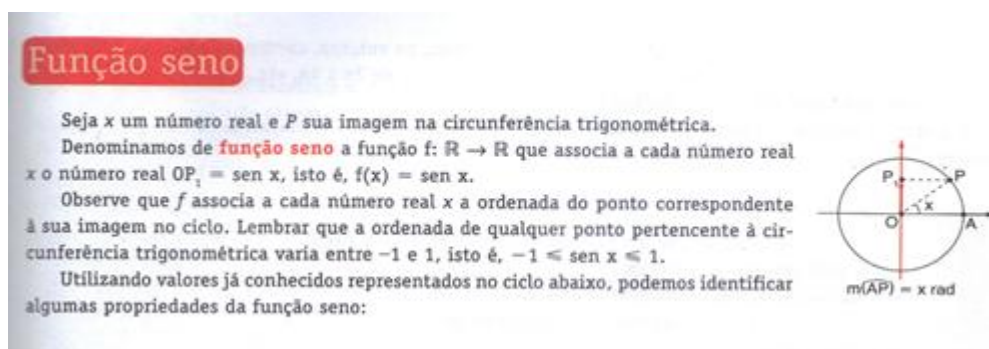 Função seno
Seja x um número real e P sua imagem na circunferência trigonométrica.
Denominamos de função seno a função f: ℝ → ℝ que associa a cada número real
x o número real OP₁ = sen x, isto é, f(x) = sen x.
Observe que f associa a cada número real x a ordenada do ponto correspondente
à sua imagem no ciclo. Lembrar que a ordenada de qualquer ponto pertencente à cir-
cunferência trigonométrica varia entre −1 e 1, isto é, −1 ⩽ sen x ⩽ 1.
Utilizando valores já conhecidos representados no ciclo abaixo, podemos identificar
algumas propriedades da função seno:
P₁ P
x
O A
m(AP) = x rad